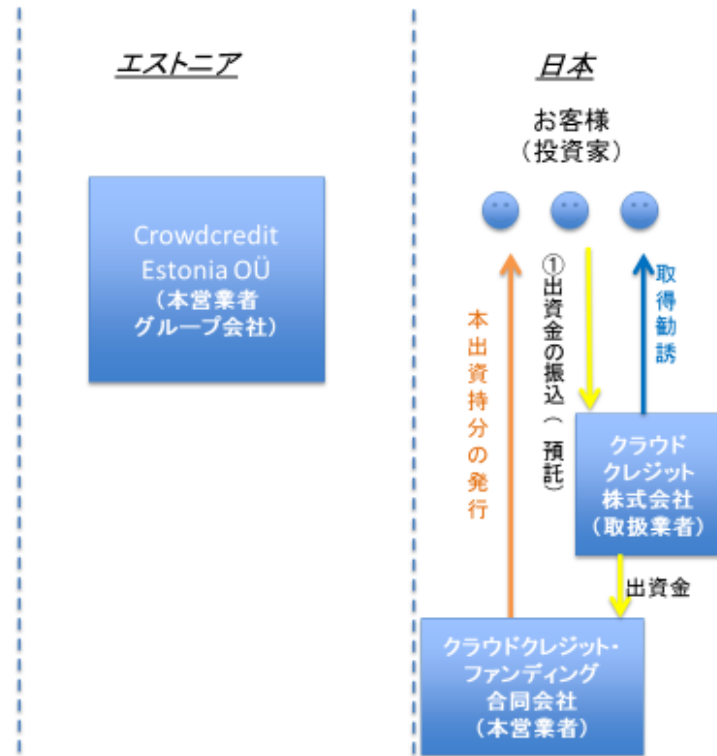 エストニア
日本
お客様
（投資家）
Crowdcredit
Estonia OÜ
（本営業者
グループ会社）
本出資持分の発行
①出資金の振込（預託）
取得勧誘
クラウド
クレジット
株式会社
（取扱業者）
出資金
クラウドクレジット・
ファンディング
合同会社
（本営業者）